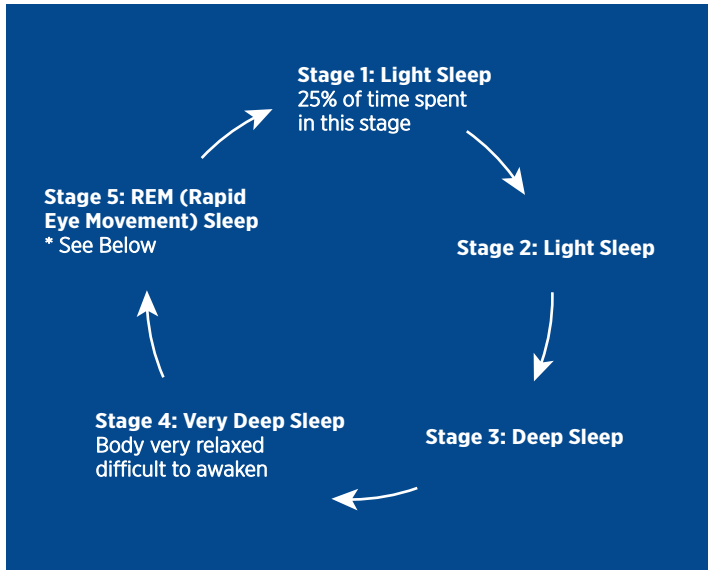 Stage 1: Light Sleep
25% of time spent
in this stage
Stage 2: Light Sleep
Stage 3: Deep Sleep
Stage 4: Very Deep Sleep
Body very relaxed
difficult to awaken
Stage 5: REM (Rapid
Eye Movement) Sleep
* See Below